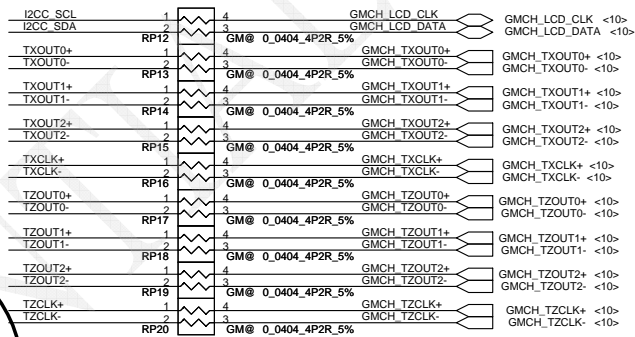 I2CC_SCL 1 4 GMCH_LCD_CLK GMCH_LCD_CLK <10>
I2CC_SDA 2 3 GMCH_LCD_DATA GMCH_LCD_DATA <10>
RP12 GM@ 0_0404_4P2R_5%
TXOUT0+ 1 4 GMCH_TXOUT0+ GMCH_TXOUT0+ <10>
TXOUT0- 2 3 GMCH_TXOUT0- GMCH_TXOUT0- <10>
RP13 GM@ 0_0404_4P2R_5%
TXOUT1+ 1 4 GMCH_TXOUT1+ GMCH_TXOUT1+ <10>
TXOUT1- 2 3 GMCH_TXOUT1- GMCH_TXOUT1- <10>
RP14 GM@ 0_0404_4P2R_5%
TXOUT2+ 1 4 GMCH_TXOUT2+ GMCH_TXOUT2+ <10>
TXOUT2- 2 3 GMCH_TXOUT2- GMCH_TXOUT2- <10>
RP15 GM@ 0_0404_4P2R_5%
TXCLK+ 1 4 GMCH_TXCLK+ GMCH_TXCLK+ <10>
TXCLK- 2 3 GMCH_TXCLK- GMCH_TXCLK- <10>
RP16 GM@ 0_0404_4P2R_5%
TZOUT0+ 1 4 GMCH_TZOUT0+ GMCH_TZOUT0+ <10>
TZOUT0- 2 3 GMCH_TZOUT0- GMCH_TZOUT0- <10>
RP17 GM@ 0_0404_4P2R_5%
TZOUT1+ 1 4 GMCH_TZOUT1+ GMCH_TZOUT1+ <10>
TZOUT1- 2 3 GMCH_TZOUT1- GMCH_TZOUT1- <10>
RP18 GM@ 0_0404_4P2R_5%
TZOUT2+ 1 4 GMCH_TZOUT2+ GMCH_TZOUT2+ <10>
TZOUT2- 2 3 GMCH_TZOUT2- GMCH_TZOUT2- <10>
RP19 GM@ 0_0404_4P2R_5%
TZCLK+ 1 4 GMCH_TZCLK+ GMCH_TZCLK+ <10>
TZCLK- 2 3 GMCH_TZCLK- GMCH_TZCLK- <10>
RP20 GM@ 0_0404_4P2R_5%